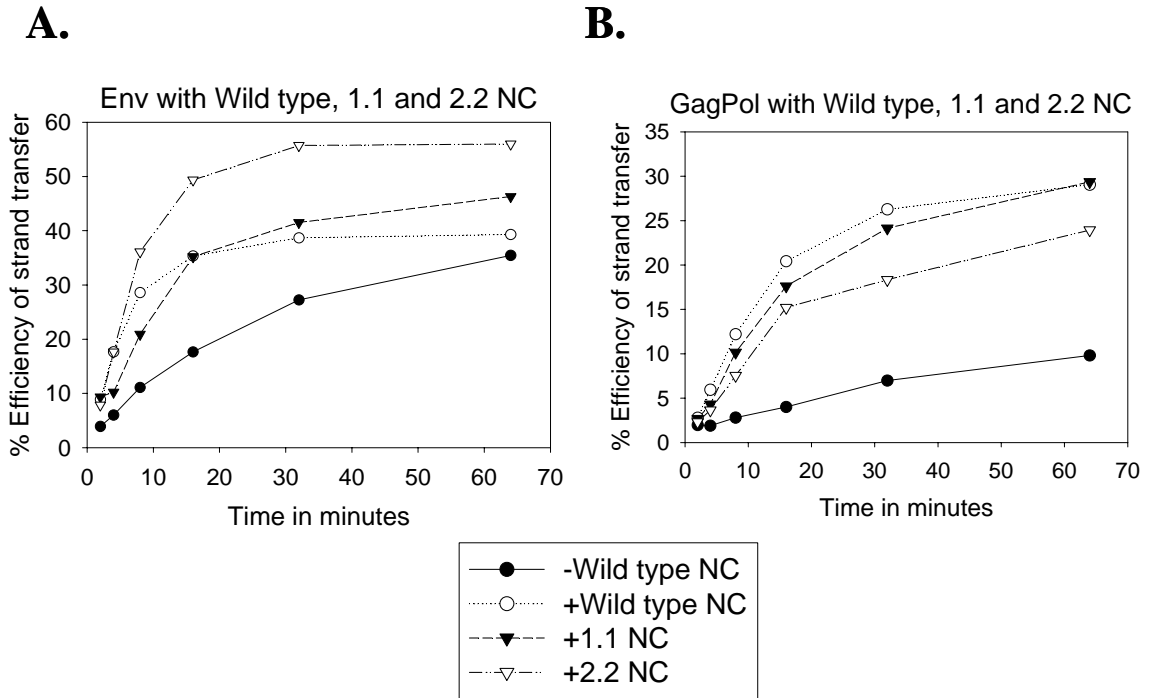 A.
B.
Env with Wild type, 1.1 and 2.2 NC
GagPol with Wild type, 1.1 and 2.2 NC
% Efficiency of strand transfer
60
50
40
30
20
10
0
0 10 20 30 40 50 60 70
Time in minutes
% Efficiency of strand transfer
35
30
25
20
15
10
5
0
0 10 20 30 40 50 60 70
Time in minutes
-Wild type NC
+Wild type NC
+1.1 NC
+2.2 NC